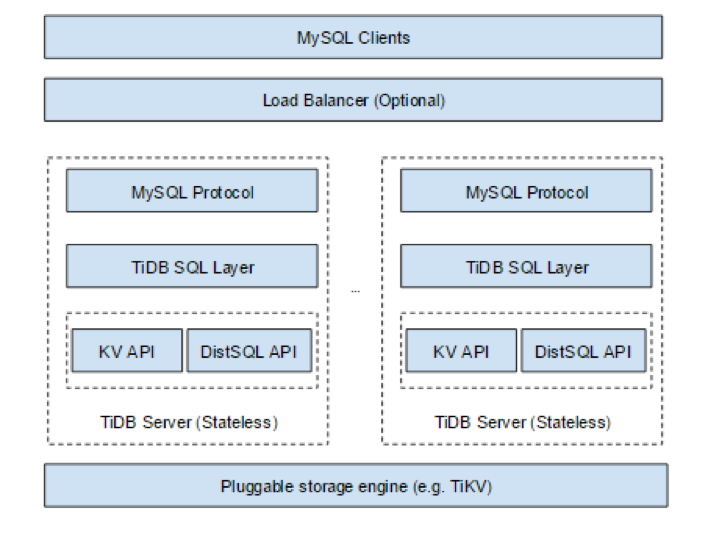 MySQL Clients
Load Balancer (Optional)
MySQL Protocol
TiDB SQL Layer
KV API
DistSQL API
TiDB Server (Stateless)
...
MySQL Protocol
TiDB SQL Layer
KV API
DistSQL API
TiDB Server (Stateless)
Pluggable storage engine (e.g. TiKV)